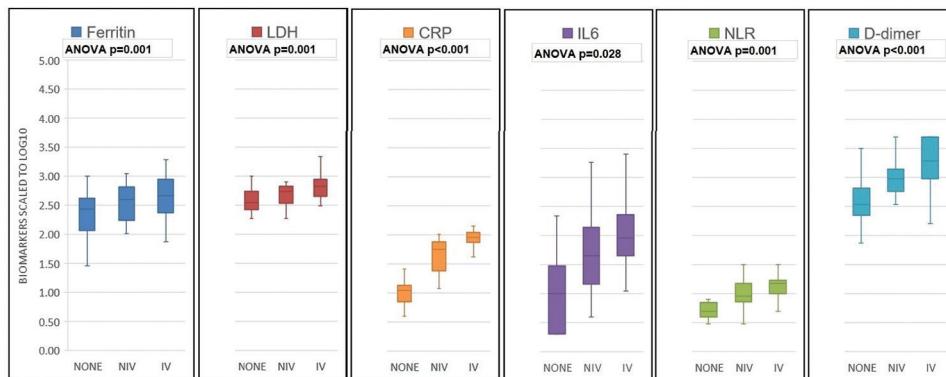 Ferritin
ANOVA p=0.001
LDH
ANOVA p=0.001
CRP
ANOVA p<0.001
IL6
ANOVA p=0.028
NLR
ANOVA p=0.001
D-dimer
ANOVA p<0.001
BIOMARKERS SCALED TO LOG10
5.00
4.50
4.00
3.50
3.00
2.50
2.00
1.50
1.00
0.50
0.00
NONE NIV IV
NONE NIV IV
NONE NIV IV
NONE NIV IV
NONE NIV IV
NONE NIV IV